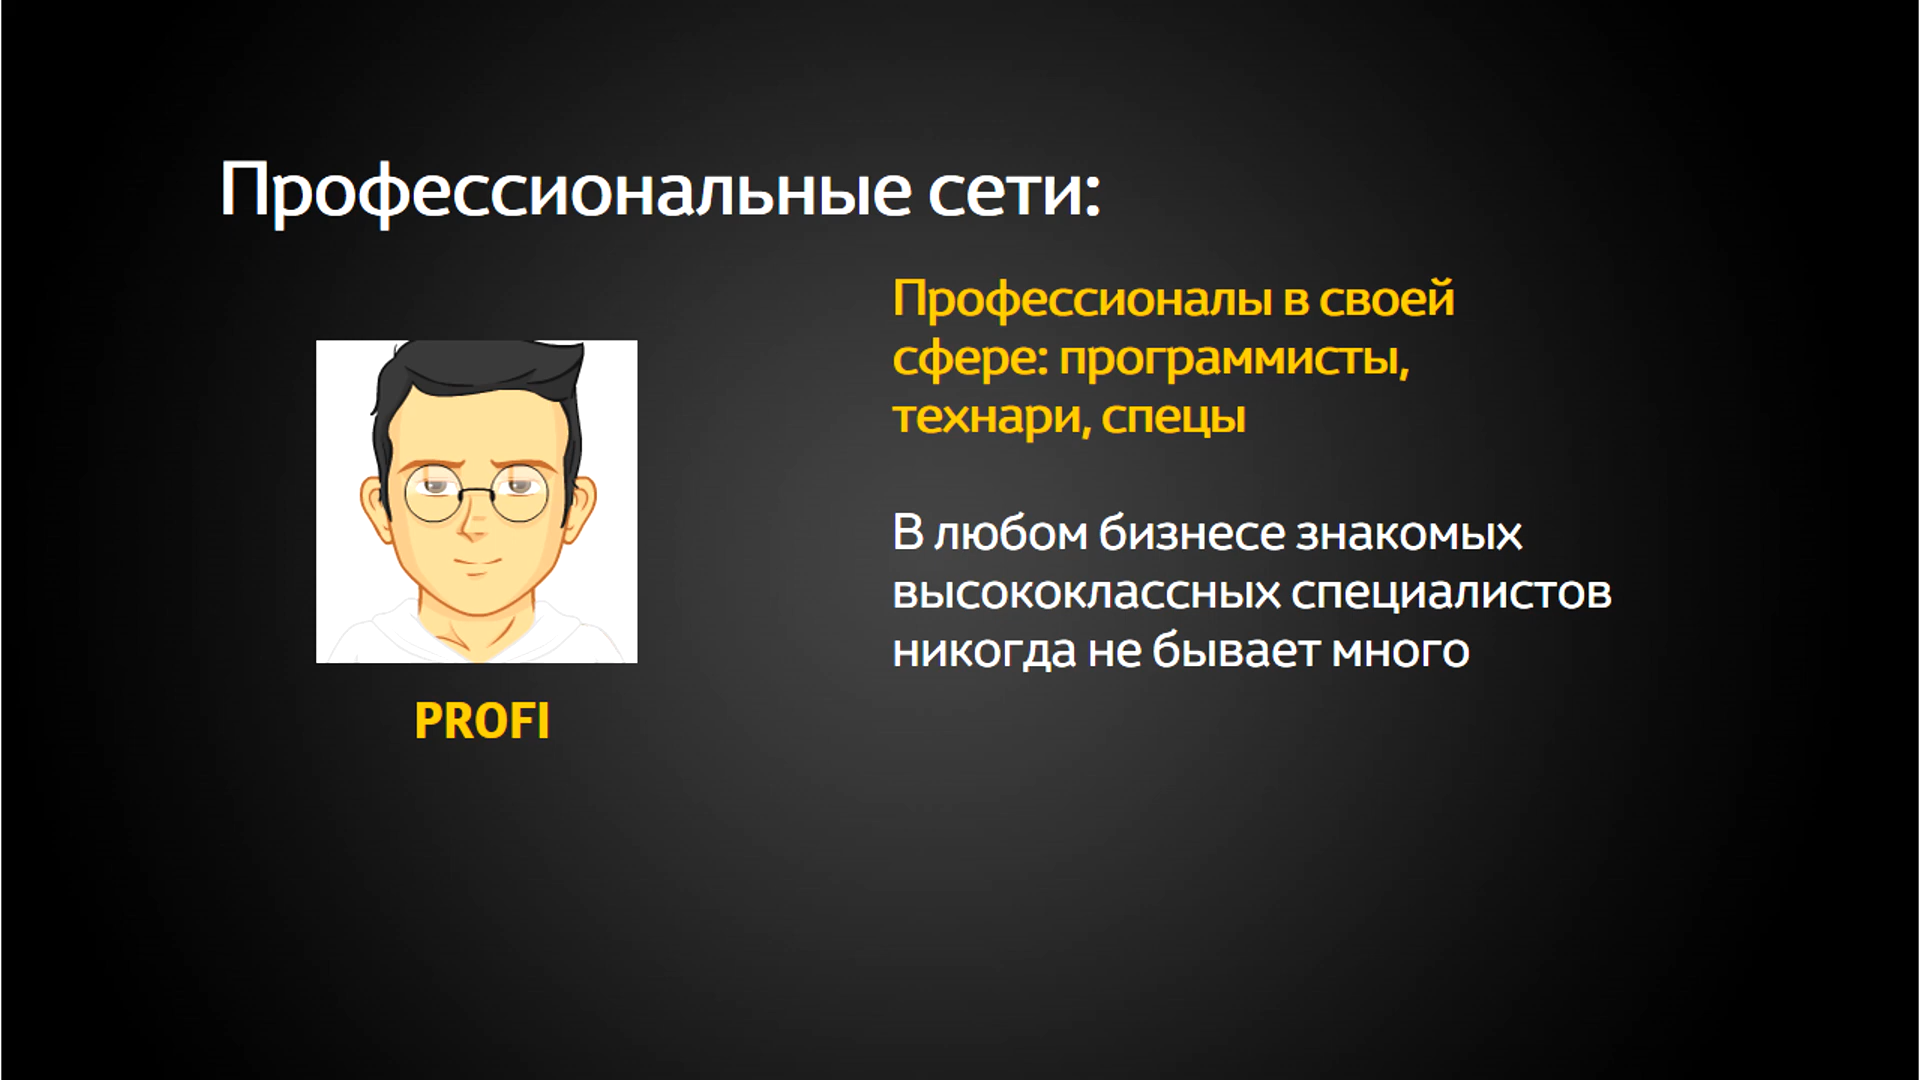 Профессиональные сети:
Профессионалы в своей
сфере: программисты,
технари, спецы
В любом бизнесе знакомых
высококлассных специалистов
никогда не бывает много
PROFI